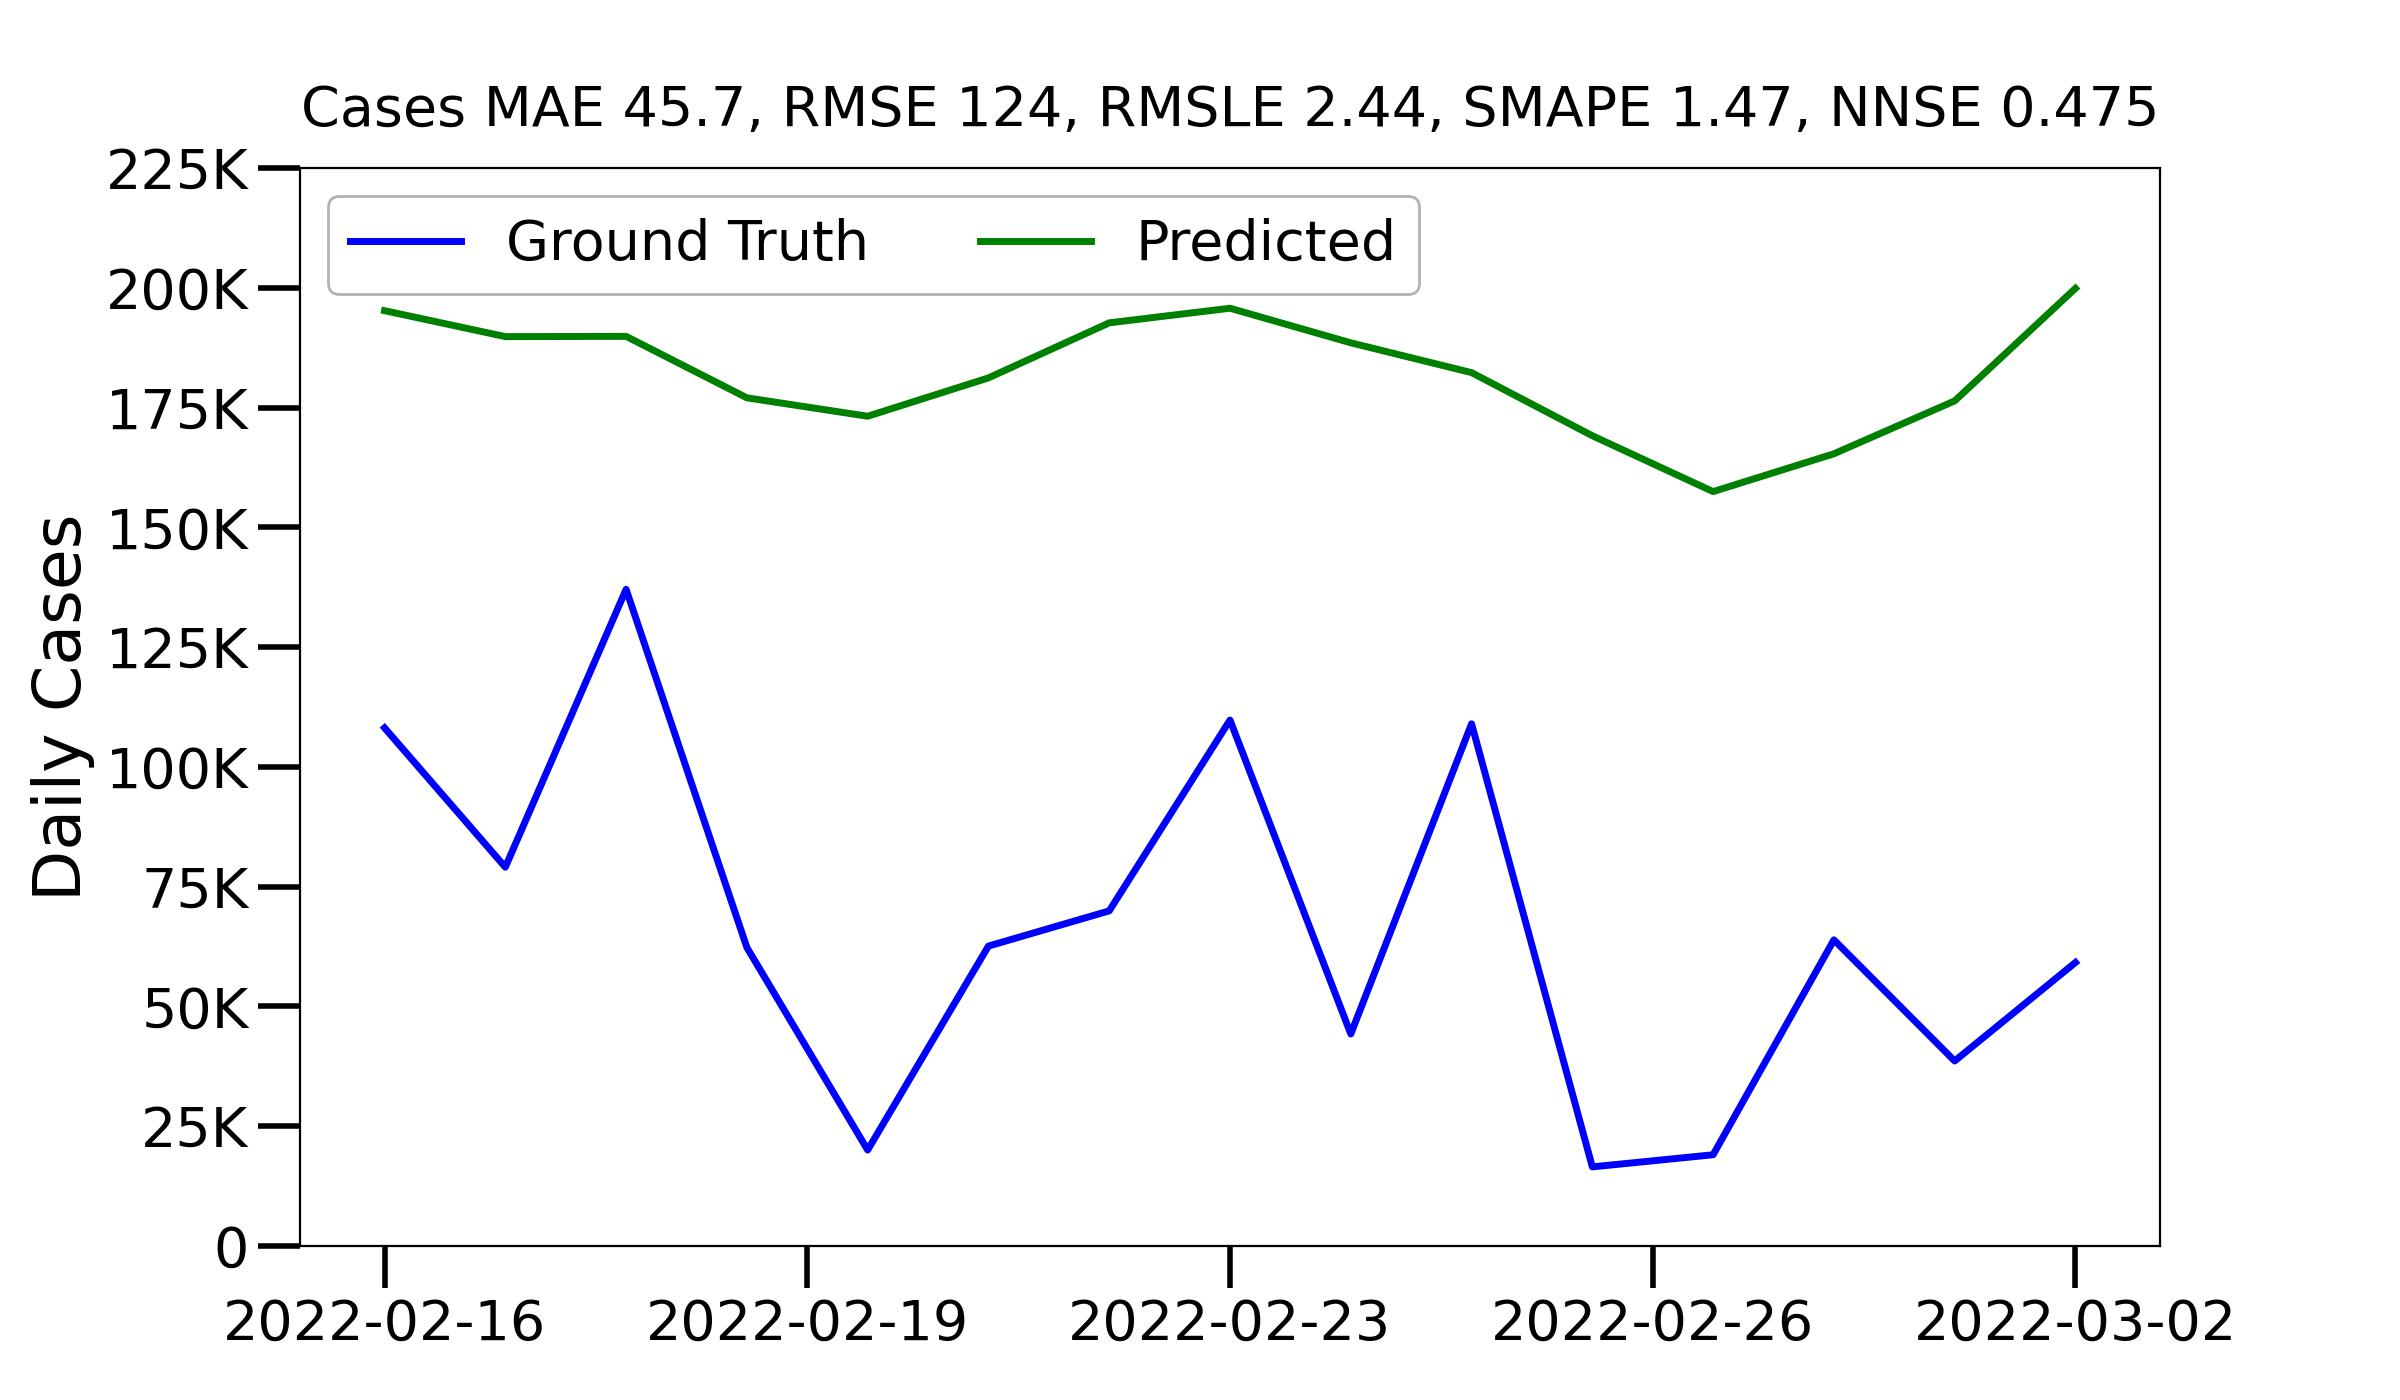 Cases MAE 45.7, RMSE 124, RMSLE 2.44, SMAPE 1.47, NNSE 0.475
225K
200K
175K
150K
125K
100K
75K
50K
25K
0
Daily Cases
Ground Truth Predicted
2022-02-16 2022-02-19 2022-02-23 2022-02-26 2022-03-02